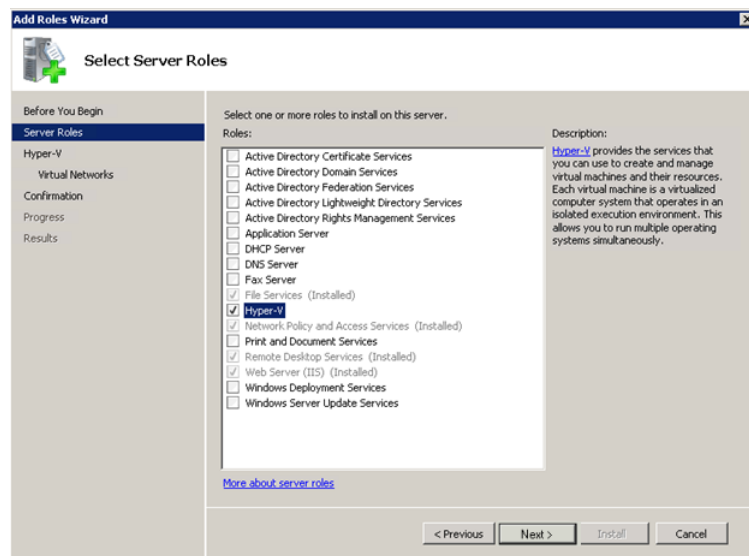 Add Roles Wizard
Select Server Roles
Before You Begin
Server Roles
Hyper-V
Virtual Networks
Confirmation
Progress
Results
Select one or more roles to install on this server.
Roles:
Active Directory Certificate Services
Active Directory Domain Services
Active Directory Federation Services
Active Directory Lightweight Directory Services
Active Directory Rights Management Services
Application Server
DHCP Server
DNS Server
Fax Server
File Services (Installed)
Hyper-V
Network Policy and Access Services (Installed)
Print and Document Services
Remote Desktop Services (Installed)
Web Server (IIS) (Installed)
Windows Deployment Services
Windows Server Update Services
More about server roles
Description:
Hyper-V provides the services that
you can use to create and manage
virtual machines and their resources.
Each virtual machine is a virtualized
computer system that operates in an
isolated execution environment. This
allows you to run multiple operating
systems simultaneously.
< Previous
Next >
Install
Cancel